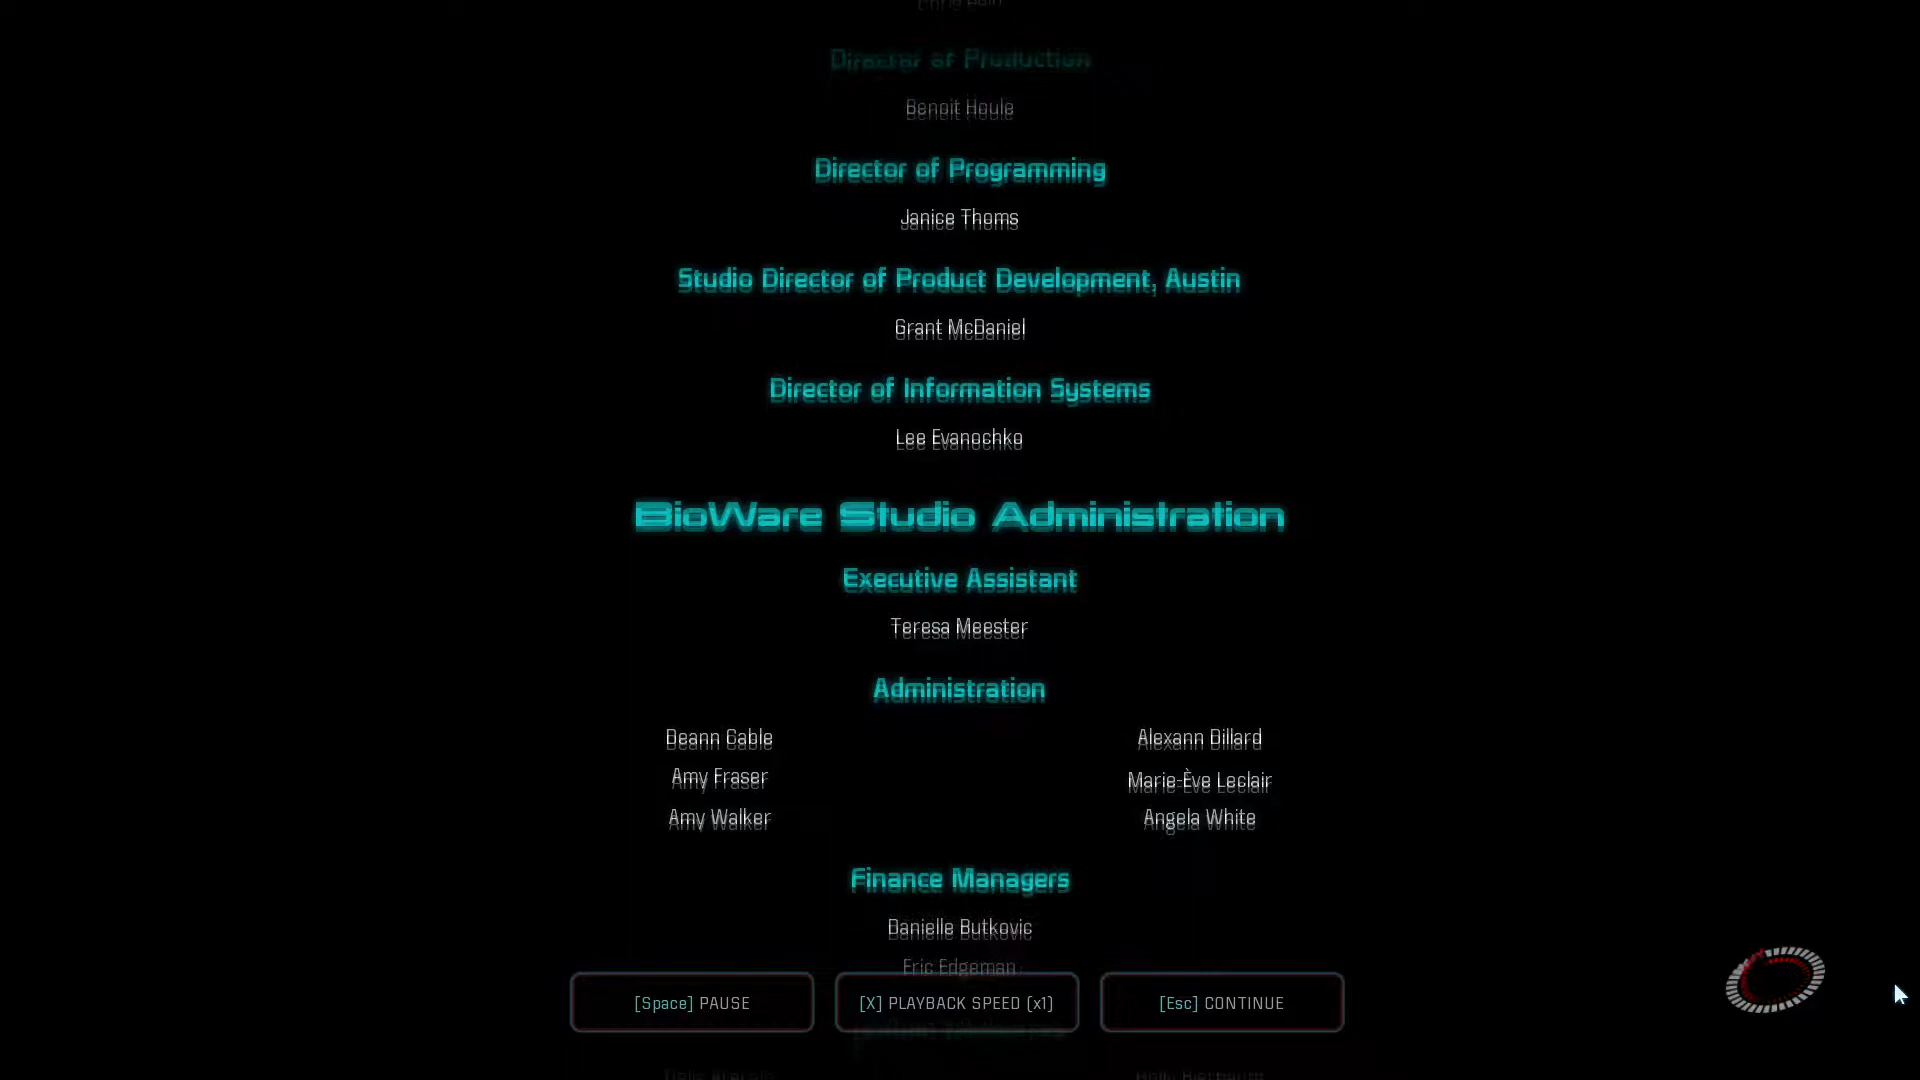 Director of Production
Benoit Houle
Director of Programming
Janice Thoms
Studio Director of Product Development, Austin
Grant McDaniel
Director of Information Systems
Lee Evanochko
BioWare Studio Administration
Executive Assistant
Teresa Meester
Administration
Deann Gable Alexann Dillard
Amy Fraser Marie-Ève Leclair
Amy Walker Angela White
Finance Managers
Danielle Butkovic
Eric Edgeman
[Space] PAUSE [X] PLAYBACK SPEED (x1) [Esc] CONTINUE